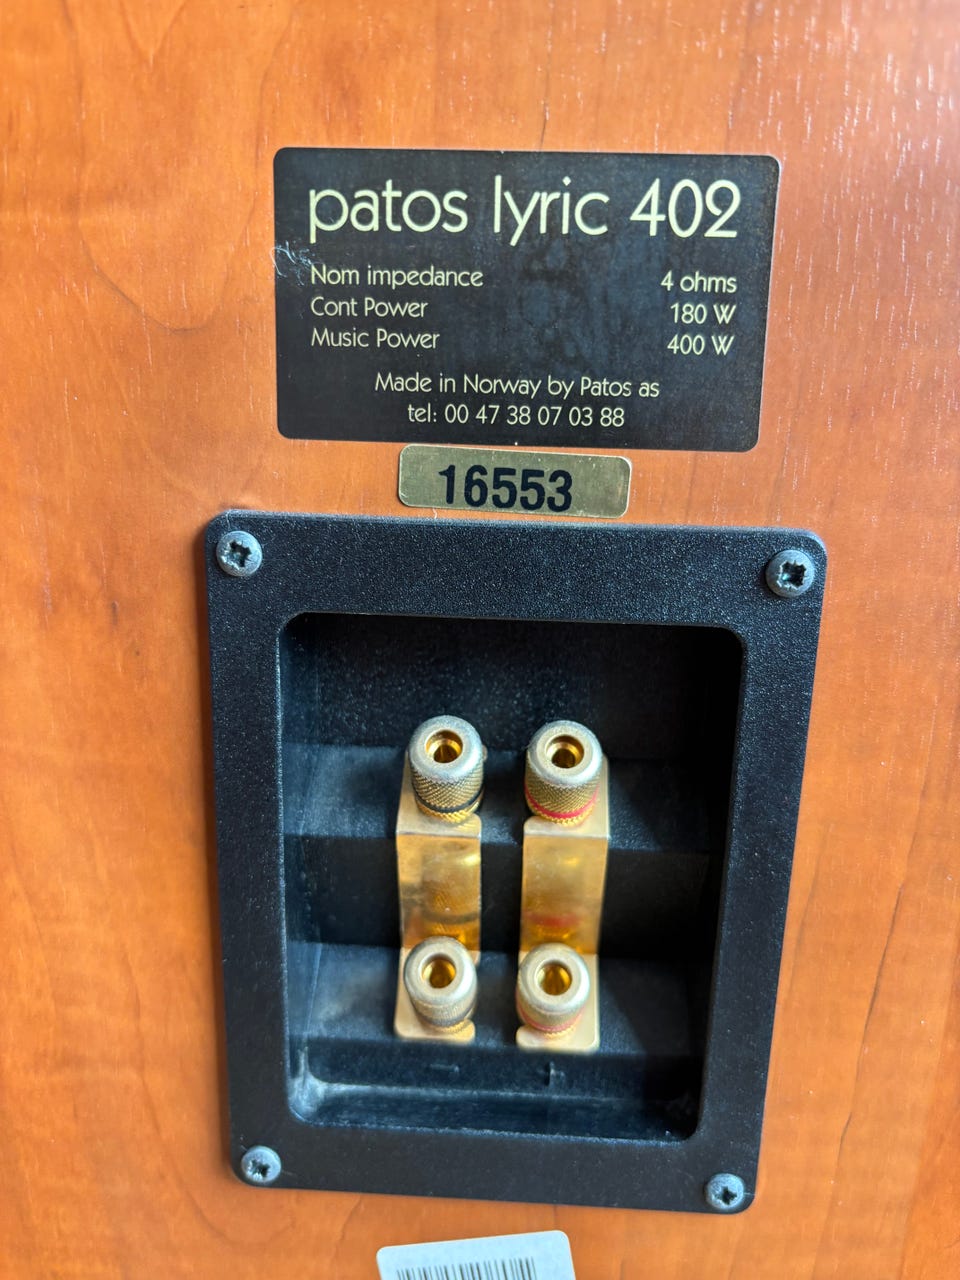 patos lyric 402
Nom impedance 4 ohms
Cont Power 180 W
Music Power 400 W
Made in Norway by Patos as
tel: 00 47 38 07 03 88
16553
- +